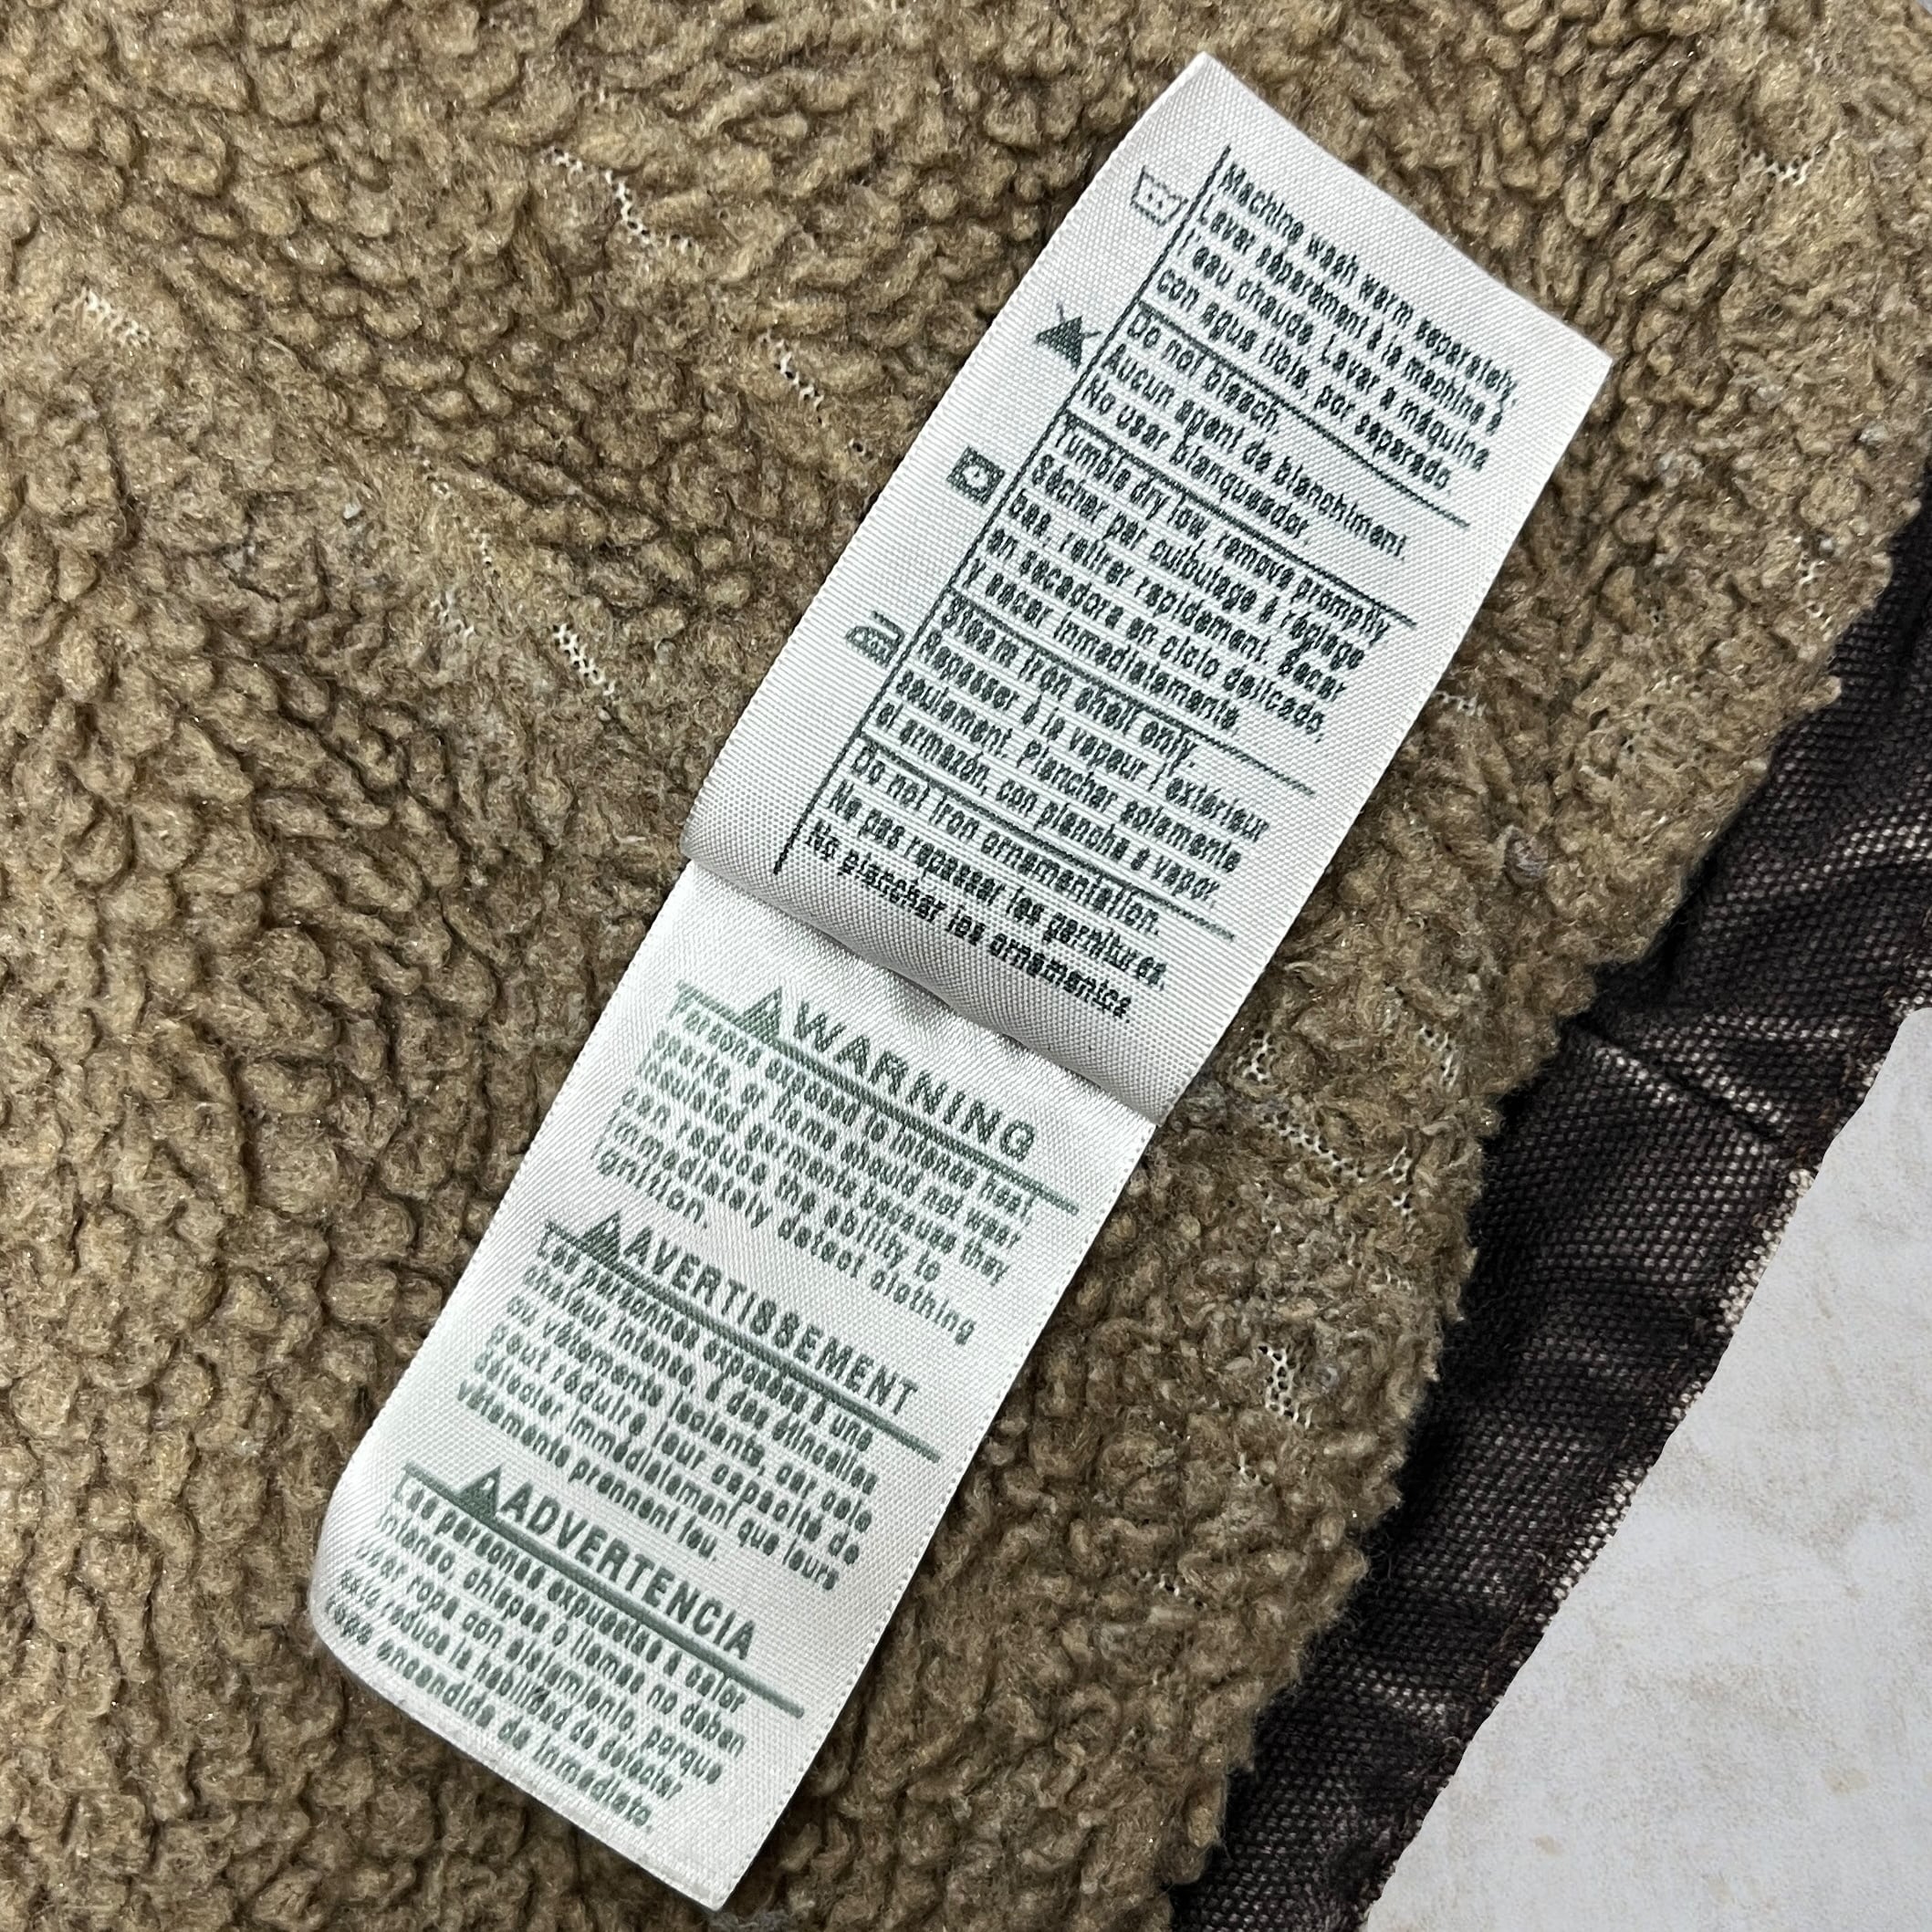 Machine wash warm separately.
Laver séparément à la machine à
l'eau chaude. Lavar a máquina
con agua tibia, por separado.
Do not bleach.
Aucun agent de blanchiment.
No usar blanqueador.
Tumble dry low, remove promptly
Sécher par culbutage à réglage
bas, retirer rapidement. Secar
en secadora en ciclo delicado,
Y sacar inmediatamente.
Steam iron shell only.
Repasser à la vapeur l'extérieur
seulement. Planchar solamente
el armazón, con plancha a vapor.
Do not iron ornamentation.
Ne pas repasser les garnitures.
No planchar los ornamentos.
WARNING
Persons exposed to intense heat
sparks, or flame should not wear
insulated garments because they
can reduce the ability to
immediately detect clothing
ignition.
AVERTISSEMENT
Les personnes exposées à une
chaleur intense, à des étincelles
ou vêtements isolants, car cela
peut réduire leur capacité de
détecter immédiatement que leurs
vêtements prennent feu.
ADVERTENCIA
Las personas expuestas a calor
intenso, chispas o llamas no deben
usar ropa con aislamiento, porque
esto reduce la habilidad de detectar
ropa encendida de inmediato.